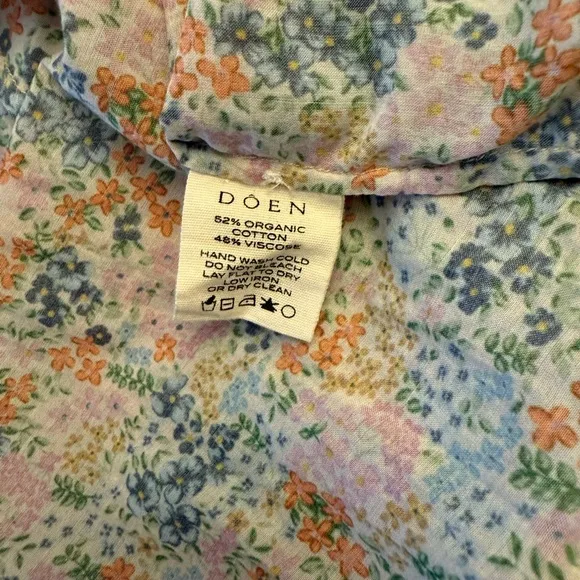 DÔEN
52% ORGANIC
COTTON
48% VISCOSE
HAND WASH COLD
DO NOT BLEACH
LAY FLAT TO DRY
LOW IRON
OR DRY CLEAN